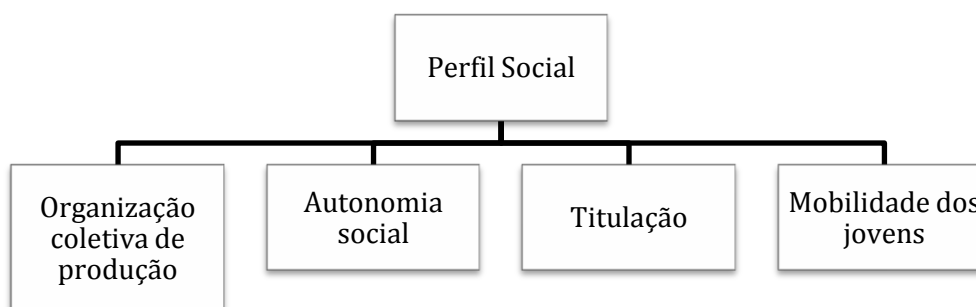 Perfil Social
Organização
coletiva de
produção
Autonomia
social
Titulação
Mobilidade dos
jovens